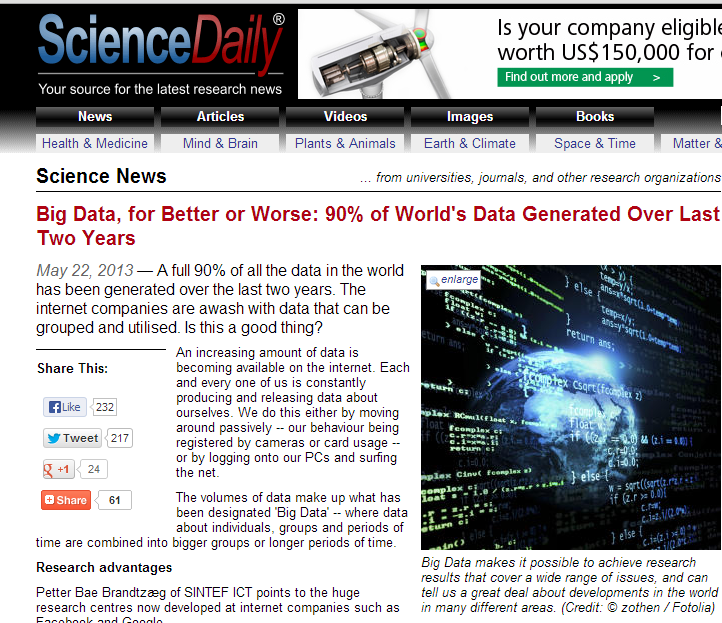 ScienceDaily®
Your source for the latest research news
Is your company eligible
worth US$150,000 for
Find out more and apply >
News Articles Videos Images Books
Health & Medicine Mind & Brain Plants & Animals Earth & Climate Space & Time Matter &
Science News
... from universities, journals, and other research organizations
Big Data, for Better or Worse: 90% of World's Data Generated Over Last
Two Years
May 22, 2013 — A full 90% of all the data in the world
has been generated over the last two years. The
internet companies are awash with data that can be
grouped and utilised. Is this a good thing?
Share This:
Like 232
Tweet 217
+1 24
Share 61
An increasing amount of data is
becoming available on the internet. Each
and every one of us is constantly
producing and releasing data about
ourselves. We do this either by moving
around passively -- our behaviour being
registered by cameras or card usage --
or by logging onto our PCs and surfing
the net.
The volumes of data make up what has
been designated 'Big Data' -- where data
about individuals, groups and periods of
time are combined into bigger groups or longer periods of time.
Research advantages
Petter Bae Brandtzæg of SINTEF ICT points to the huge
research centres now developed at internet companies such as
Facebook and Google.
enlarge
Big Data makes it possible to achieve research
results that cover a wide range of issues, and can
tell us a great deal about developments in the world
in many different areas. (Credit: © zothen / Fotolia)